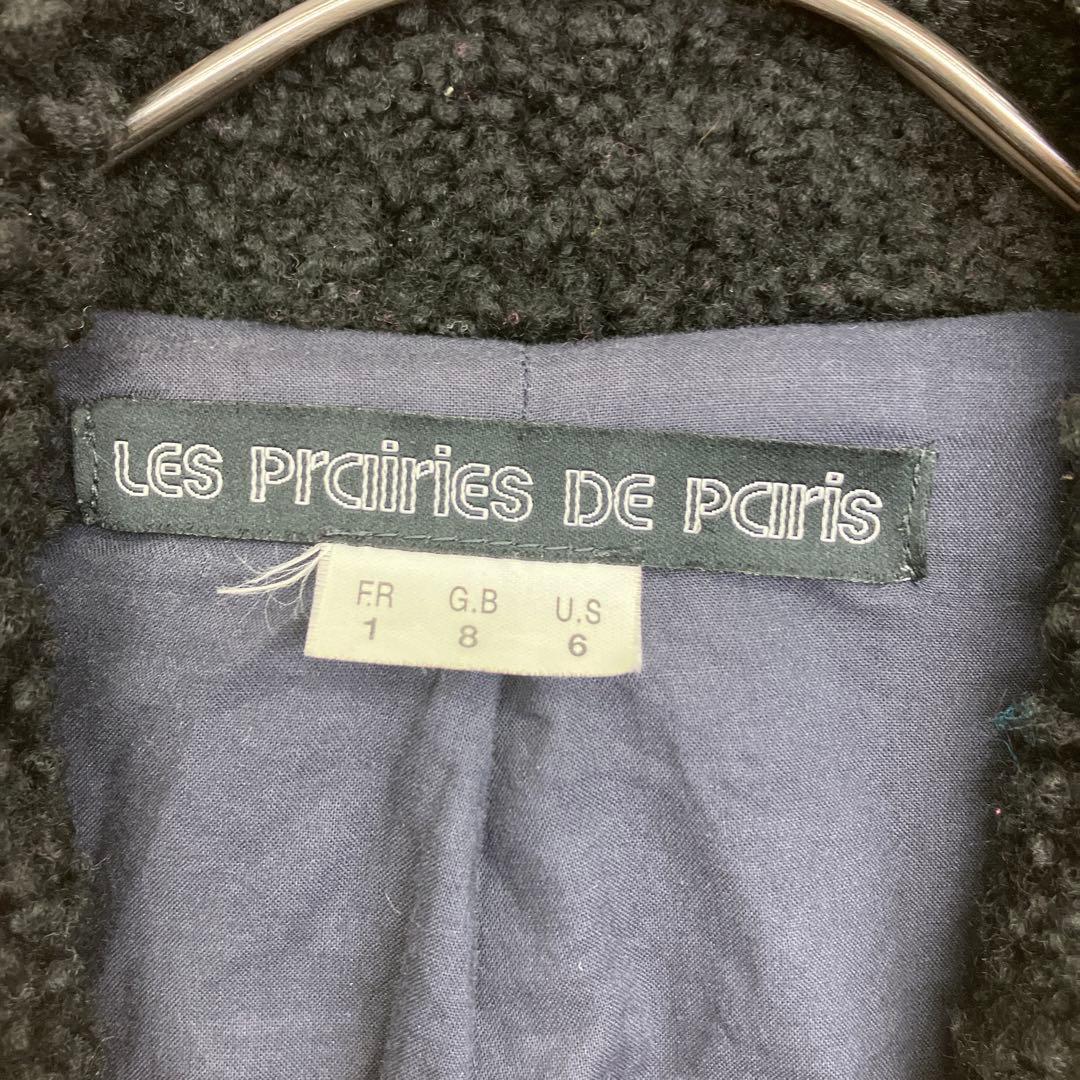 Les Prairies de Paris
F.R G.B U.S
1 8 6